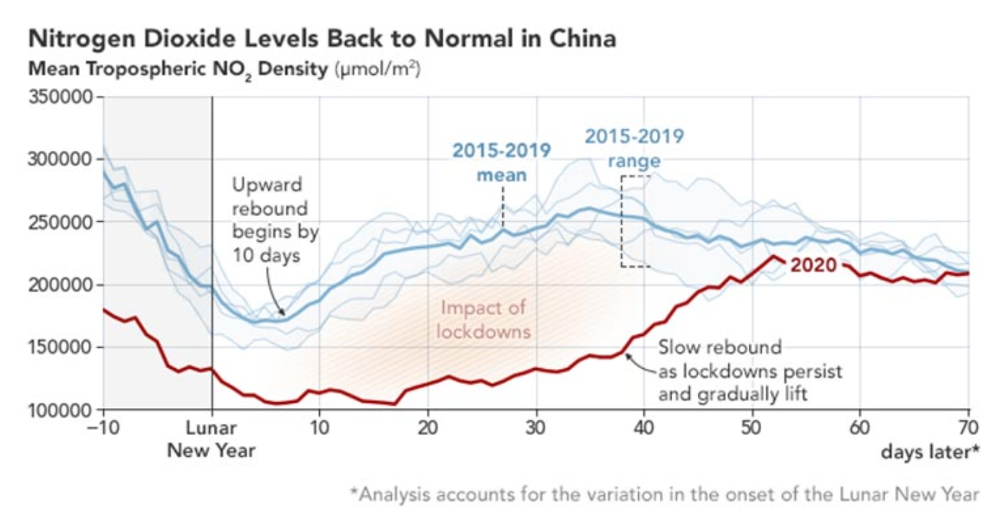 Nitrogen Dioxide Levels Back to Normal in China
Mean Tropospheric NO₂ Density (μmol/m²)
350000
300000
250000
200000
150000
100000
Upward
rebound
begins by
10 days
2015-2019
mean
2015-2019
range
Impact of
lockdowns
2020
Slow rebound
as lockdowns persist
and gradually lift
−10
Lunar
New Year
10
20
30
40
50
60
70
days later*
*Analysis accounts for the variation in the onset of the Lunar New Year